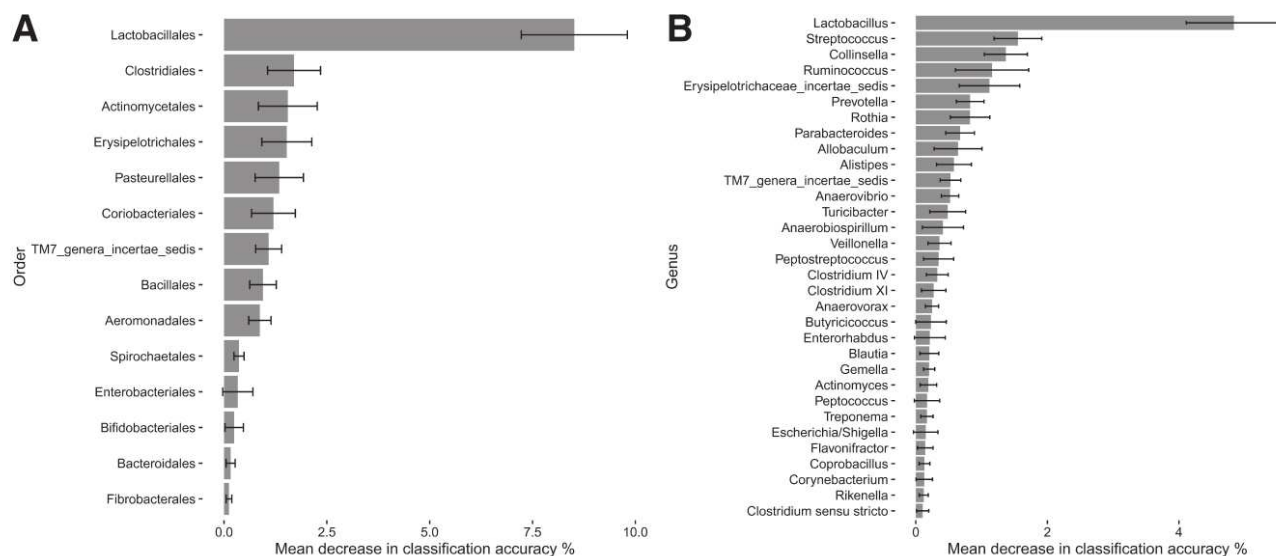 A
Lactobacillales
Clostridiales
Actinomycetales
Erysipelotrichales
Pasteurellales
Coriobacteriales
TM7_genera_incertae_sedis
Bacillales
Aeromonadales
Spirochaetales
Enterobacteriales
Bifidobacteriales
Bacteroidales
Fibrobacterales
Order
0.0 2.5 5.0 7.5 10.0
Mean decrease in classification accuracy %
B
Lactobacillus
Streptococcus
Collinsella
Ruminococcus
Erysipelotrichaceae_incertae_sedis
Prevotella
Rothia
Parabacteroides
Allobaculum
Alistipes
TM7_genera_incertae_sedis
Anaerovibrio
Turicibacter
Anaerobiospirillum
Veillonella
Peptostreptococcus
Clostridium IV
Clostridium XI
Anaerovorax
Butyricicoccus
Enterorhabdus
Blautia
Gemella
Actinomyces
Peptococcus
Treponema
Escherichia/Shigella
Flavonifractor
Coprobacillus
Corynebacterium
Rikenella
Clostridium sensu stricto
Genus
0 2 4
Mean decrease in classification accuracy %